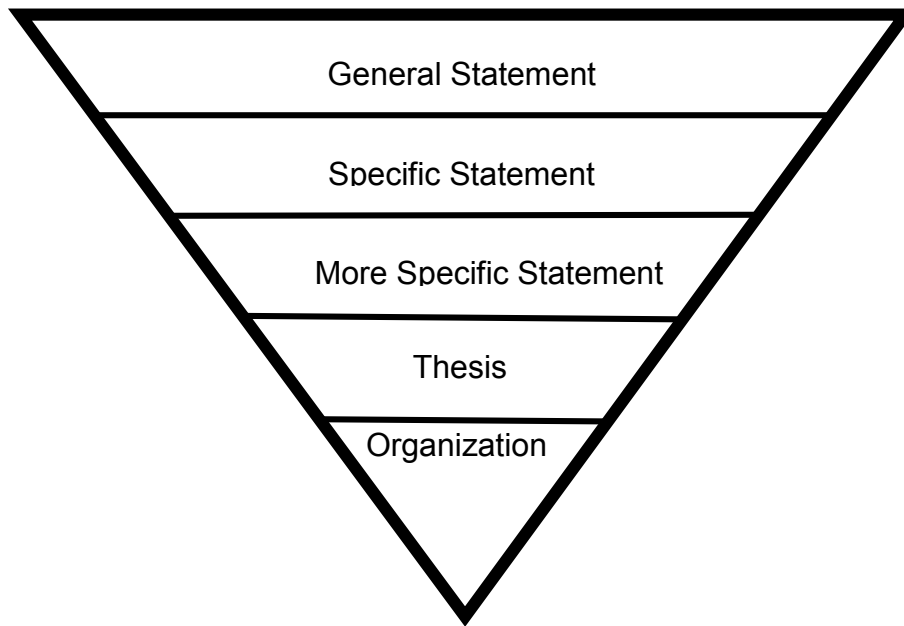 General Statement
Specific Statement
More Specific Statement
Thesis
Organization